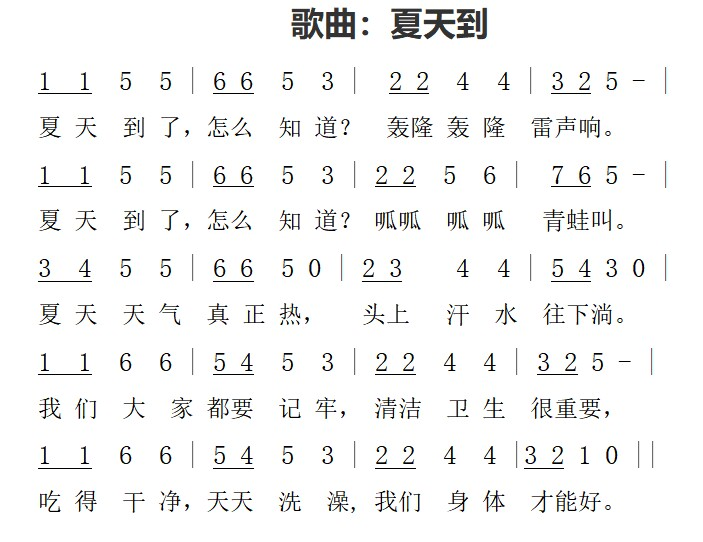 歌曲：夏天到
1 1 5 5 | 6 6 5 3 | 2 2 4 4 | 3 2 5 - |
夏 天 到 了，怎么 知 道？ 轰隆 轰 隆 雷声响。
1 1 5 5 | 6 6 5 3 | 2 2 5 6 | 7 6 5 - |
夏 天 到 了，怎么 知 道？ 呱呱 呱 呱 青蛙叫。
3 4 5 5 | 6 6 5 0 | 2 3 4 4 | 5 4 3 0 |
夏 天 天 气 真 正 热， 头上 汗 水 往下淌。
1 1 6 6 | 5 4 5 3 | 2 2 4 4 | 3 2 5 - |
我 们 大 家 都要 记 牢，清洁 卫 生 很重要，
1 1 6 6 | 5 4 5 3 | 2 2 4 4 |3 2 1 0 ||
吃 得 干 净，天天 洗 澡, 我们 身 体 才能好。